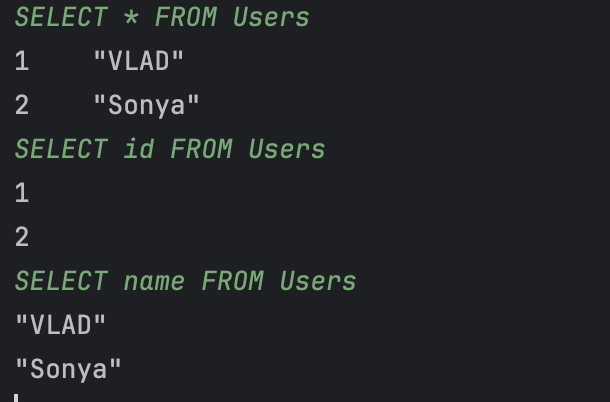 SELECT * FROM Users
1    "VLAD"
2    "Sonya"
SELECT id FROM Users
1
2
SELECT name FROM Users
"VLAD"
"Sonya"